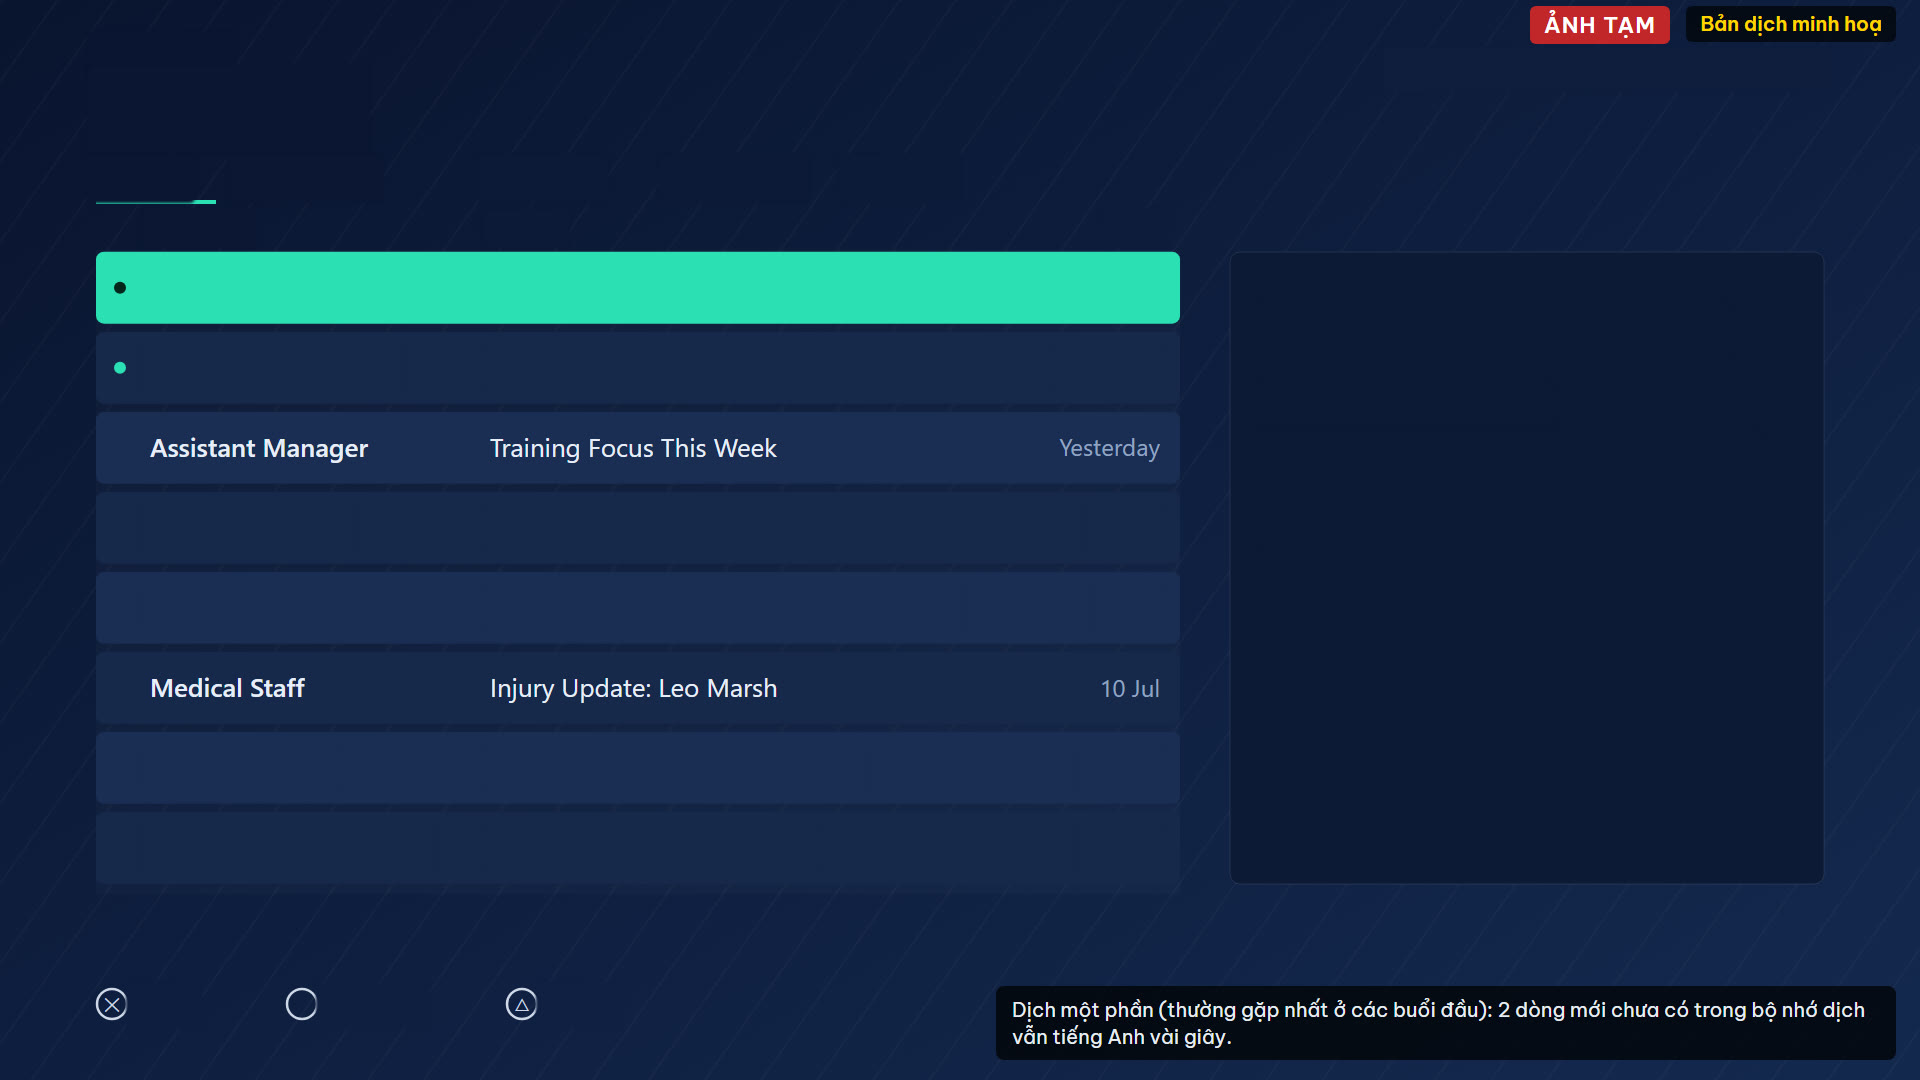 ẢNH TẠM
Bản dịch minh hoạ
Assistant Manager Training Focus This Week Yesterday
Medical Staff Injury Update: Leo Marsh 10 Jul
Dịch một phần (thường gặp nhất ở các buổi đầu): 2 dòng mới chưa có trong bộ nhớ dịch
vẫn tiếng Anh vài giây.